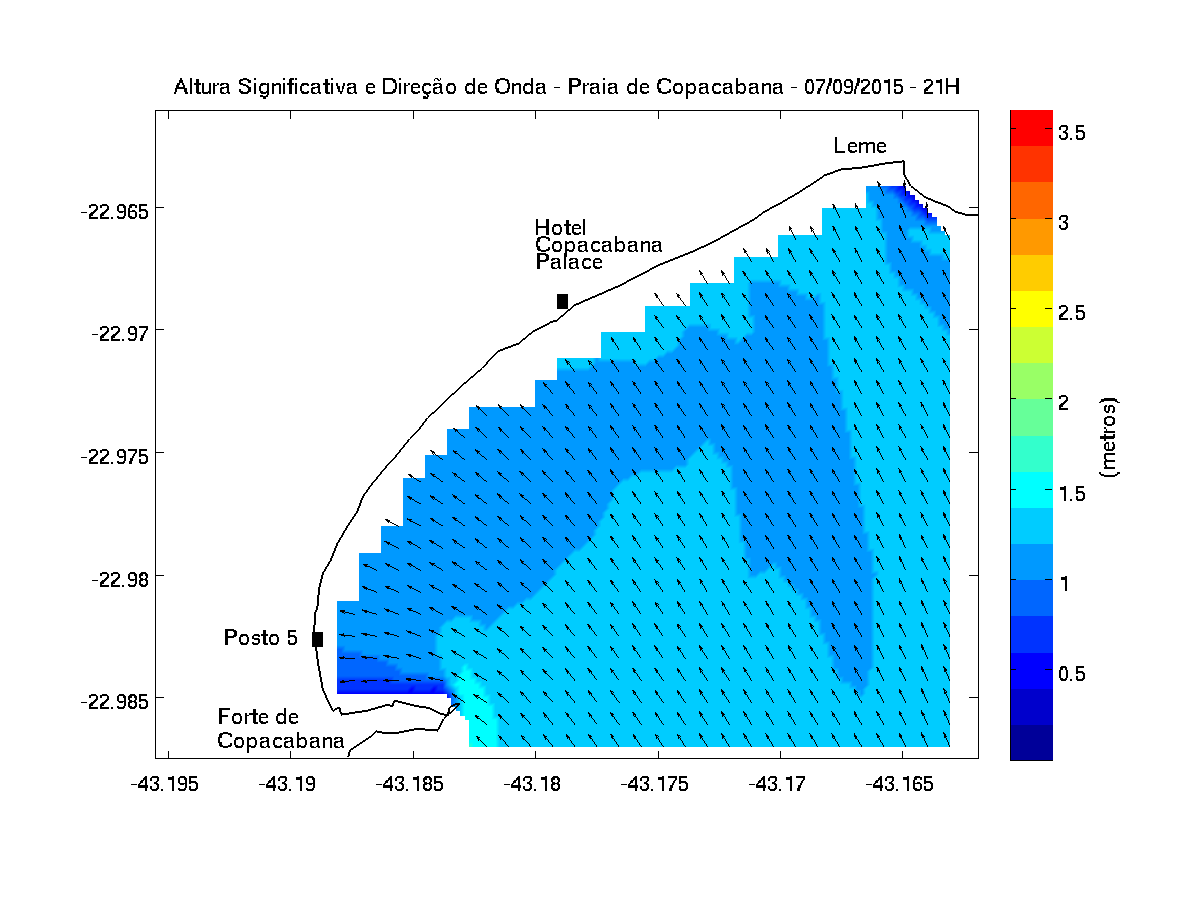 Altura Significativa e Direção de Onda - Praia de Copacabana - 07/09/2015 - 21H
Leme
Hotel
Copacabana
Palace
Posto 5
Forte de
Copacabana
-22.965
-22.97
-22.975
-22.98
-22.985
-43.195
-43.19
-43.185
-43.18
-43.175
-43.17
-43.165
3.5
3
2.5
2
1.5
1
0.5
(metros)